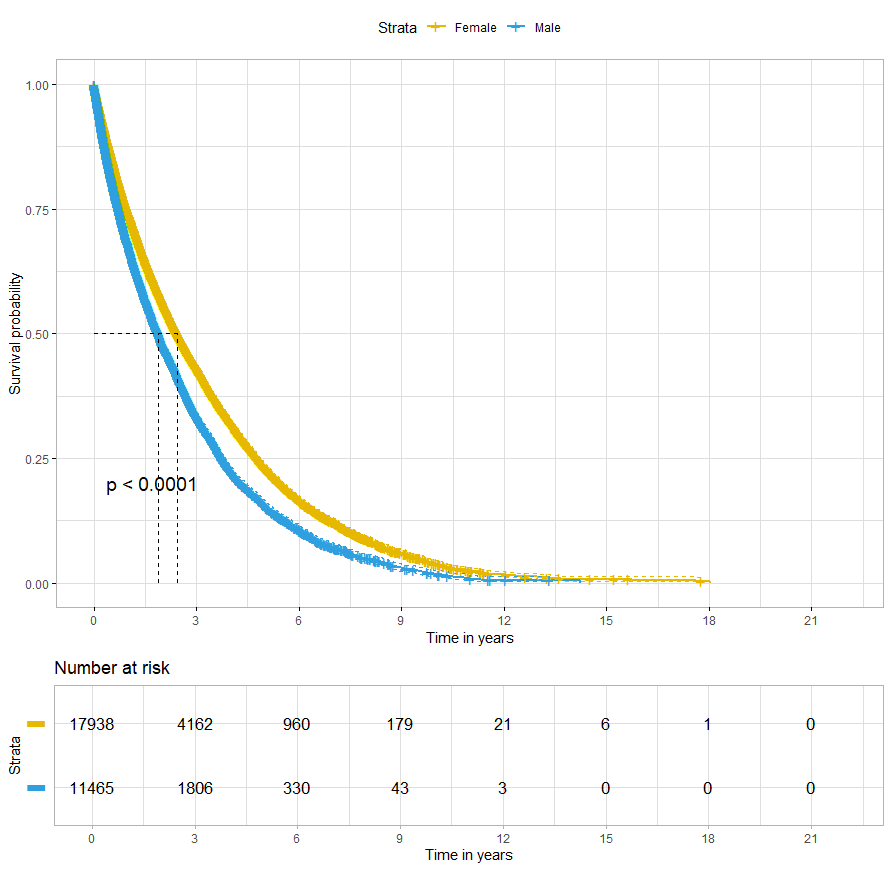 Strata Female Male
1.00
0.75
0.50
0.25
0.00
Survival probability
p < 0.0001
0 3 6 9 12 15 18 21
Time in years
Number at risk
Strata
17938 4162 960 179 21 6 1 0
11465 1806 330 43 3 0 0 0
0 3 6 9 12 15 18 21
Time in years